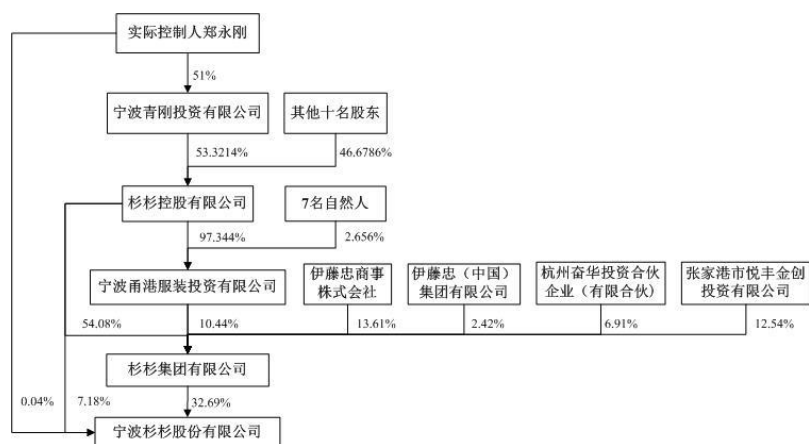 实际控制人郑永刚
51%
宁波青刚投资有限公司
其他十名股东
53.3214%
46.6786%
杉杉控股有限公司
7名自然人
97.344%
2.656%
宁波甬港服装投资有限公司
伊藤忠商事
株式会社
伊藤忠（中国）
集团有限公司
杭州奋华投资合伙
企业（有限合伙）
张家港市悦丰金创
投资有限公司
54.08%
10.44%
13.61%
2.42%
6.91%
12.54%
杉杉集团有限公司
0.04%
7.18%
32.69%
宁波杉杉股份有限公司